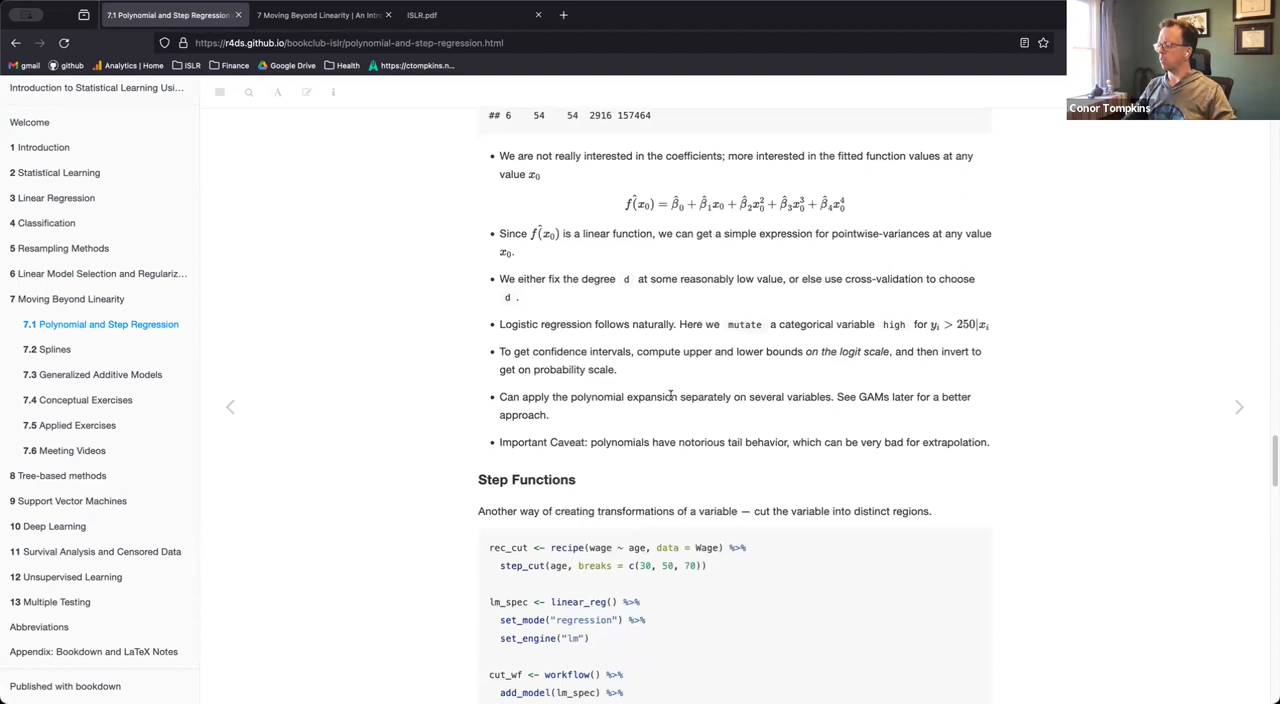 7.1 Polynomial and Step Regression
7 Moving Beyond Linearity | An Intr
ISLR.pdf
https://r4ds.github.io/bookclub-islr/polynomial-and-step-regression.html
gmail
github
Analytics | Home
ISLR
Finance
Google Drive
Health
https://ctompkins.n...
Conor Tompkins
Introduction to Statistical Learning Usi...
Welcome
1 Introduction
2 Statistical Learning
3 Linear Regression
4 Classification
5 Resampling Methods
6 Linear Model Selection and Regulariz...
7 Moving Beyond Linearity
7.1 Polynomial and Step Regression
7.2 Splines
7.3 Generalized Additive Models
7.4 Conceptual Exercises
7.5 Applied Exercises
7.6 Meeting Videos
8 Tree-based methods
9 Support Vector Machines
10 Deep Learning
11 Survival Analysis and Censored Data
12 Unsupervised Learning
13 Multiple Testing
Abbreviations
Appendix: Bookdown and LaTeX Notes
Published with bookdown
## 6 54 54 2916 157464
• We are not really interested in the coefficients; more interested in the fitted function values at any
value x₀
f̂(x₀) = β̂₀ + β̂₁x₀ + β̂₂x₀² + β̂₃x₀³ + β̂₄x₀⁴
• Since f̂(x₀) is a linear function, we can get a simple expression for pointwise-variances at any value
x₀.
• We either fix the degree d at some reasonably low value, or else use cross-validation to choose
d .
• Logistic regression follows naturally. Here we mutate a categorical variable high for yᵢ > 250|xᵢ
• To get confidence intervals, compute upper and lower bounds on the logit scale, and then invert to
get on probability scale.
• Can apply the polynomial expansion separately on several variables. See GAMs later for a better
approach.
• Important Caveat: polynomials have notorious tail behavior, which can be very bad for extrapolation.
Step Functions
Another way of creating transformations of a variable — cut the variable into distinct regions.
rec_cut <- recipe(wage ~ age, data = Wage) %>%
step_cut(age, breaks = c(30, 50, 70))
lm_spec <- linear_reg() %>%
set_mode("regression") %>%
set_engine("lm")
cut_wf <- workflow() %>%
add_model(lm_spec) %>%